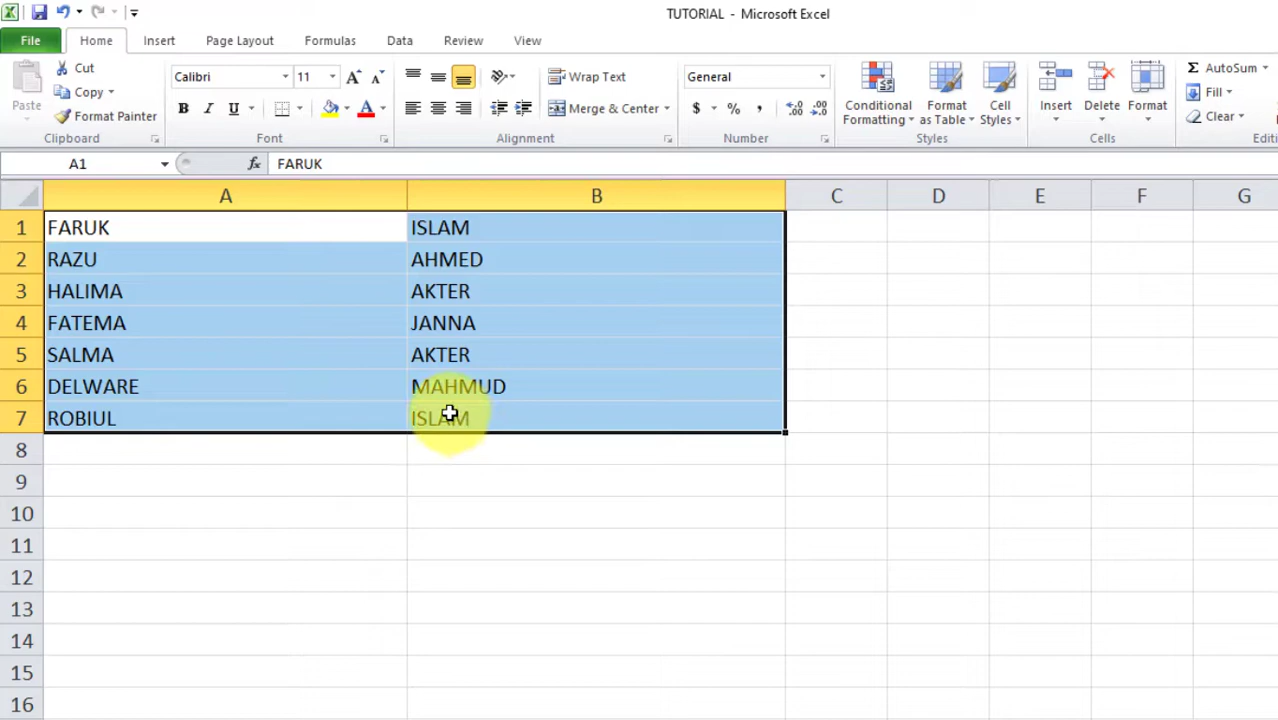 TUTORIAL - Microsoft Excel
File Home Insert Page Layout Formulas Data Review View
Cut Calibri 11 Wrap Text General Σ AutoSum
Paste Copy Format Painter B I U A Merge & Center $ % , Conditional Formatting Format as Table Cell Styles Insert Delete Format Fill Clear
Clipboard Font Alignment Number Styles Cells Editi
A1 fx FARUK
A B C D E F G
1 FARUK ISLAM
2 RAZU AHMED
3 HALIMA AKTER
4 FATEMA JANNA
5 SALMA AKTER
6 DELWARE MAHMUD
7 ROBIUL ISLAM
8
9
10
11
12
13
14
15
16